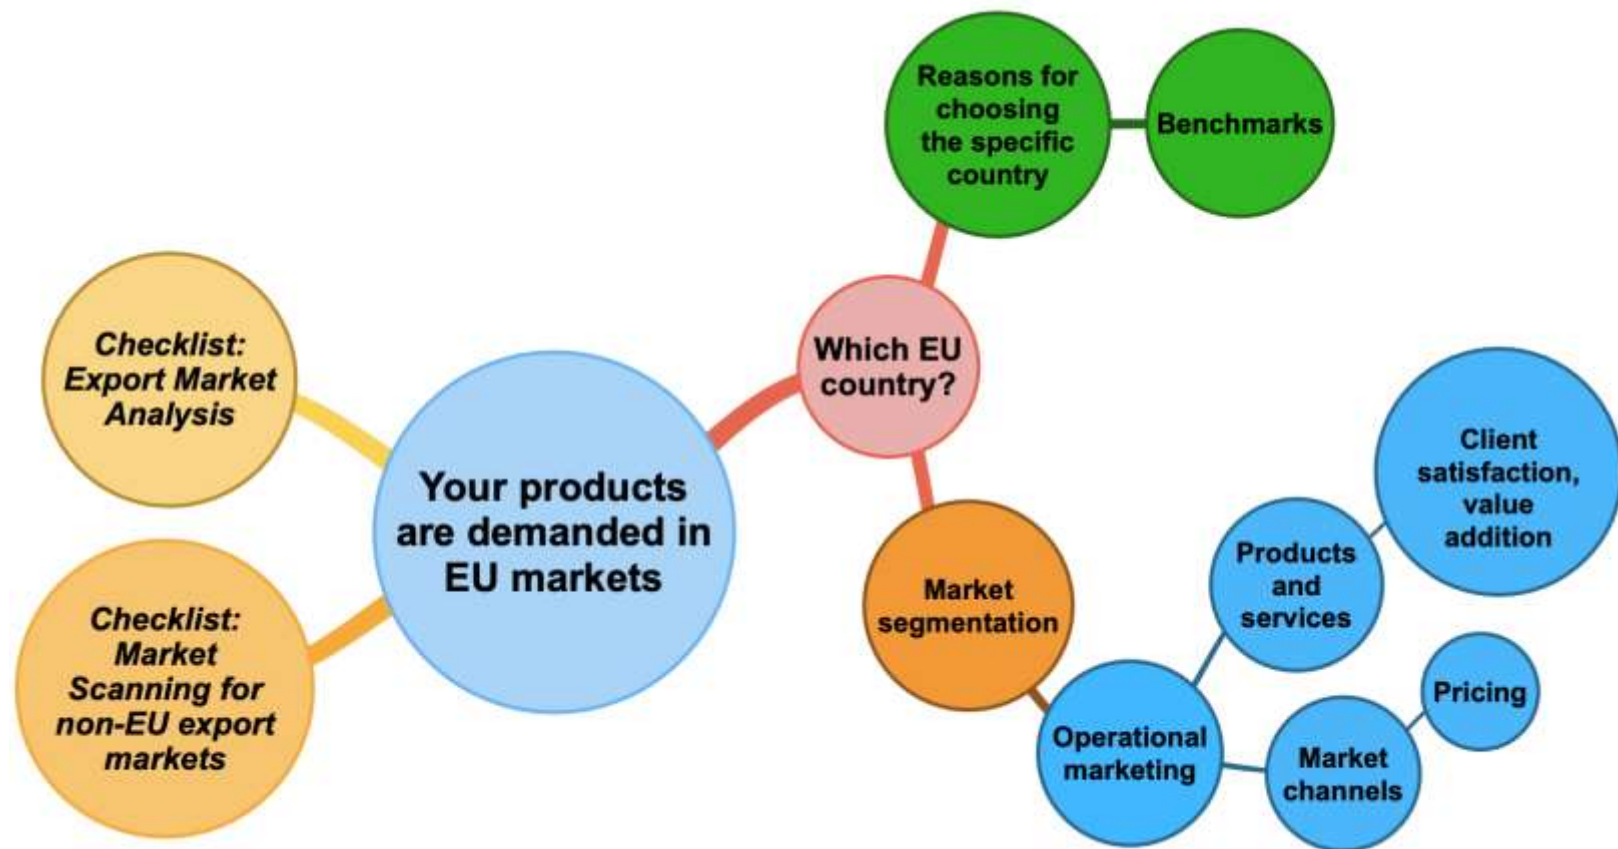 Reasons for
choosing
the specific
country
Benchmarks
Checklist:
Export Market
Analysis
Which EU
country?
Your products
are demanded in
EU markets
Checklist:
Market
Scanning for
non-EU export
markets
Market
segmentation
Client
satisfaction,
value
addition
Products
and
services
Operational
marketing
Pricing
Market
channels